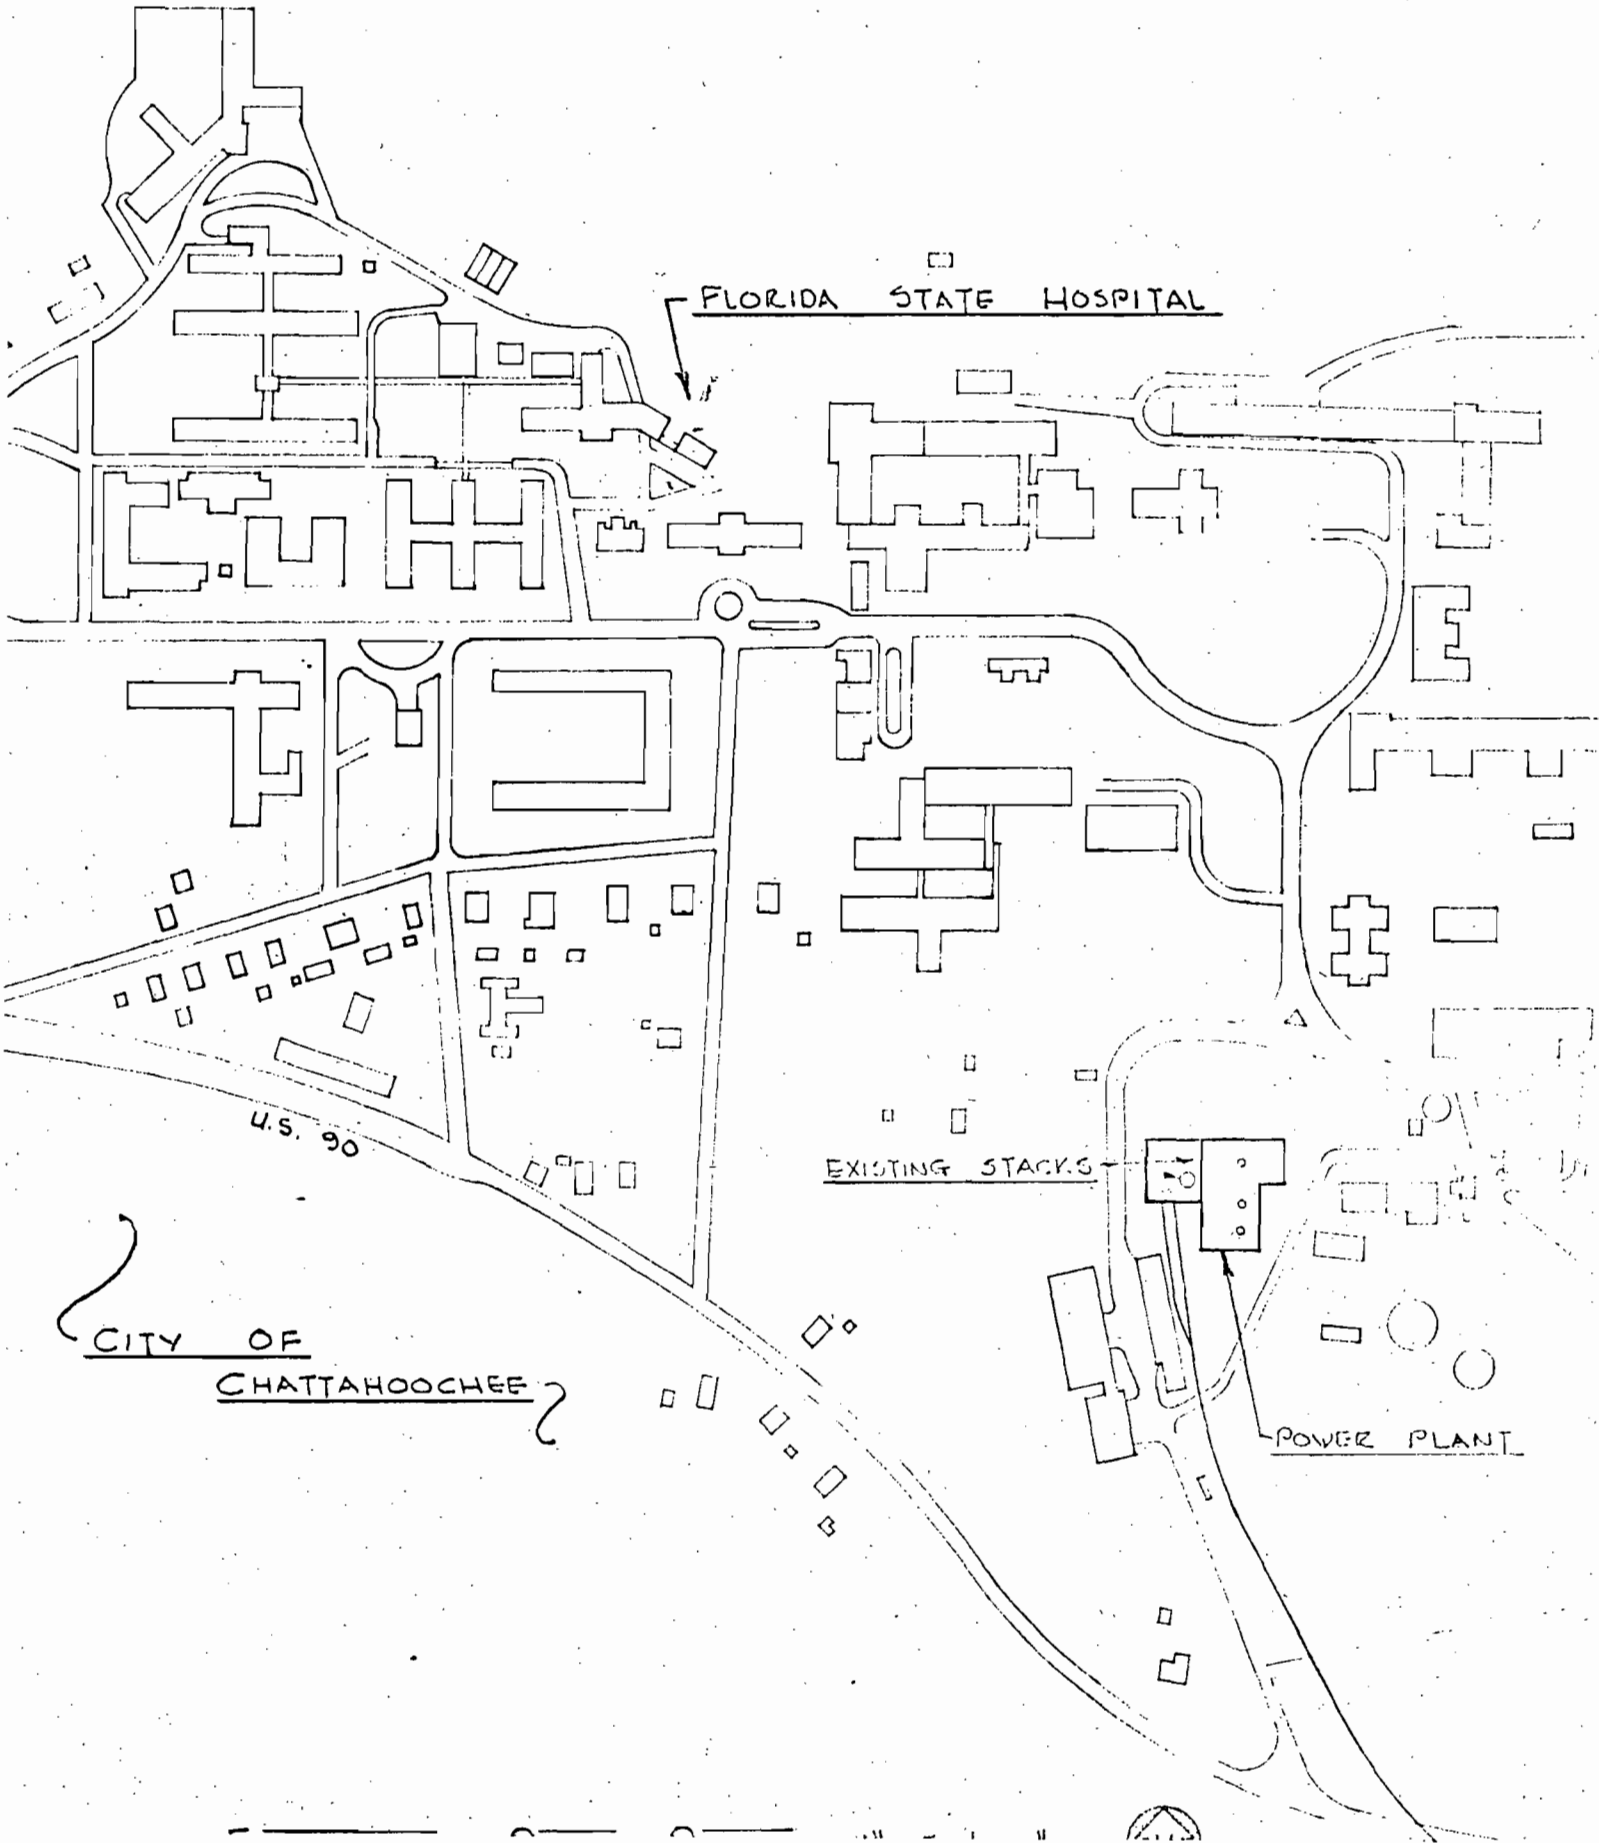 FLORIDA STATE HOSPITAL
U.S. 90
EXISTING STACKS
CITY OF
CHATTAHOOCHEE
POWER PLANT